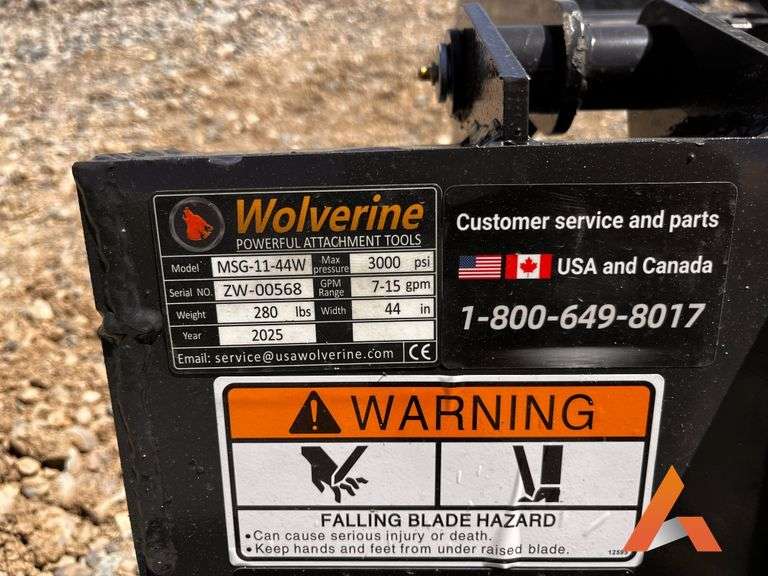 Wolverine
POWERFUL ATTACHMENT TOOLS
Model MSG-11-44W Max pressure 3000 psi
Serial NO. ZW-00568 GPM Range 7-15 gpm
Weight 280 lbs Width 44 in
Year 2025
Email: service@usawolverine.com CE
Customer service and parts
USA and Canada
1-800-649-8017
WARNING
FALLING BLADE HAZARD
•Can cause serious injury or death.
•Keep hands and feet from under raised blade.